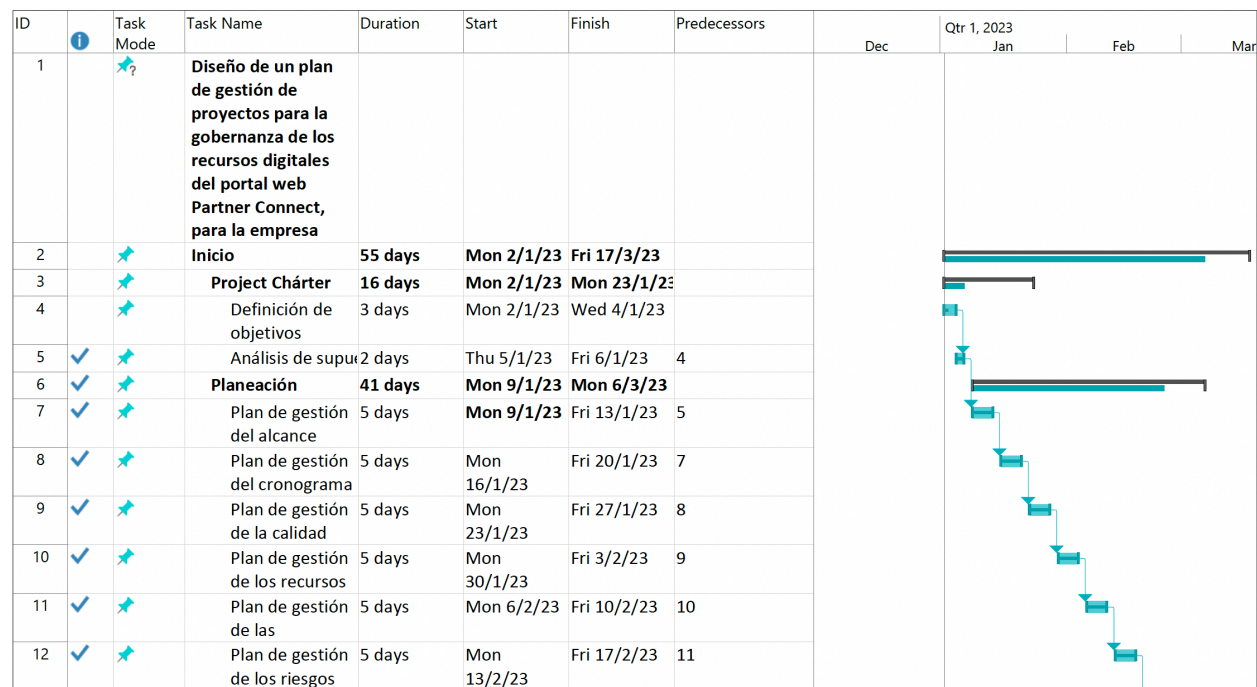 ID Task Mode Task Name Duration Start Finish Predecessors Qtr 1, 2023
Dec Jan Feb Mar
1 Diseño de un plan
de gestión de
proyectos para la
gobernanza de los
recursos digitales
del portal web
Partner Connect,
para la empresa
2 Inicio 55 days Mon 2/1/23 Fri 17/3/23
3 Project Chárter 16 days Mon 2/1/23 Mon 23/1/23
4 Definición de 3 days Mon 2/1/23 Wed 4/1/23
objetivos
5 Análisis de supue 2 days Thu 5/1/23 Fri 6/1/23 4
6 Planeación 41 days Mon 9/1/23 Mon 6/3/23
7 Plan de gestión 5 days Mon 9/1/23 Fri 13/1/23 5
del alcance
8 Plan de gestión 5 days Mon Fri 20/1/23 7
del cronograma 16/1/23
9 Plan de gestión 5 days Mon Fri 27/1/23 8
de la calidad 23/1/23
10 Plan de gestión 5 days Mon Fri 3/2/23 9
de los recursos 30/1/23
11 Plan de gestión 5 days Mon 6/2/23 Fri 10/2/23 10
de las
12 Plan de gestión 5 days Mon Fri 17/2/23 11
de los riesgos 13/2/23